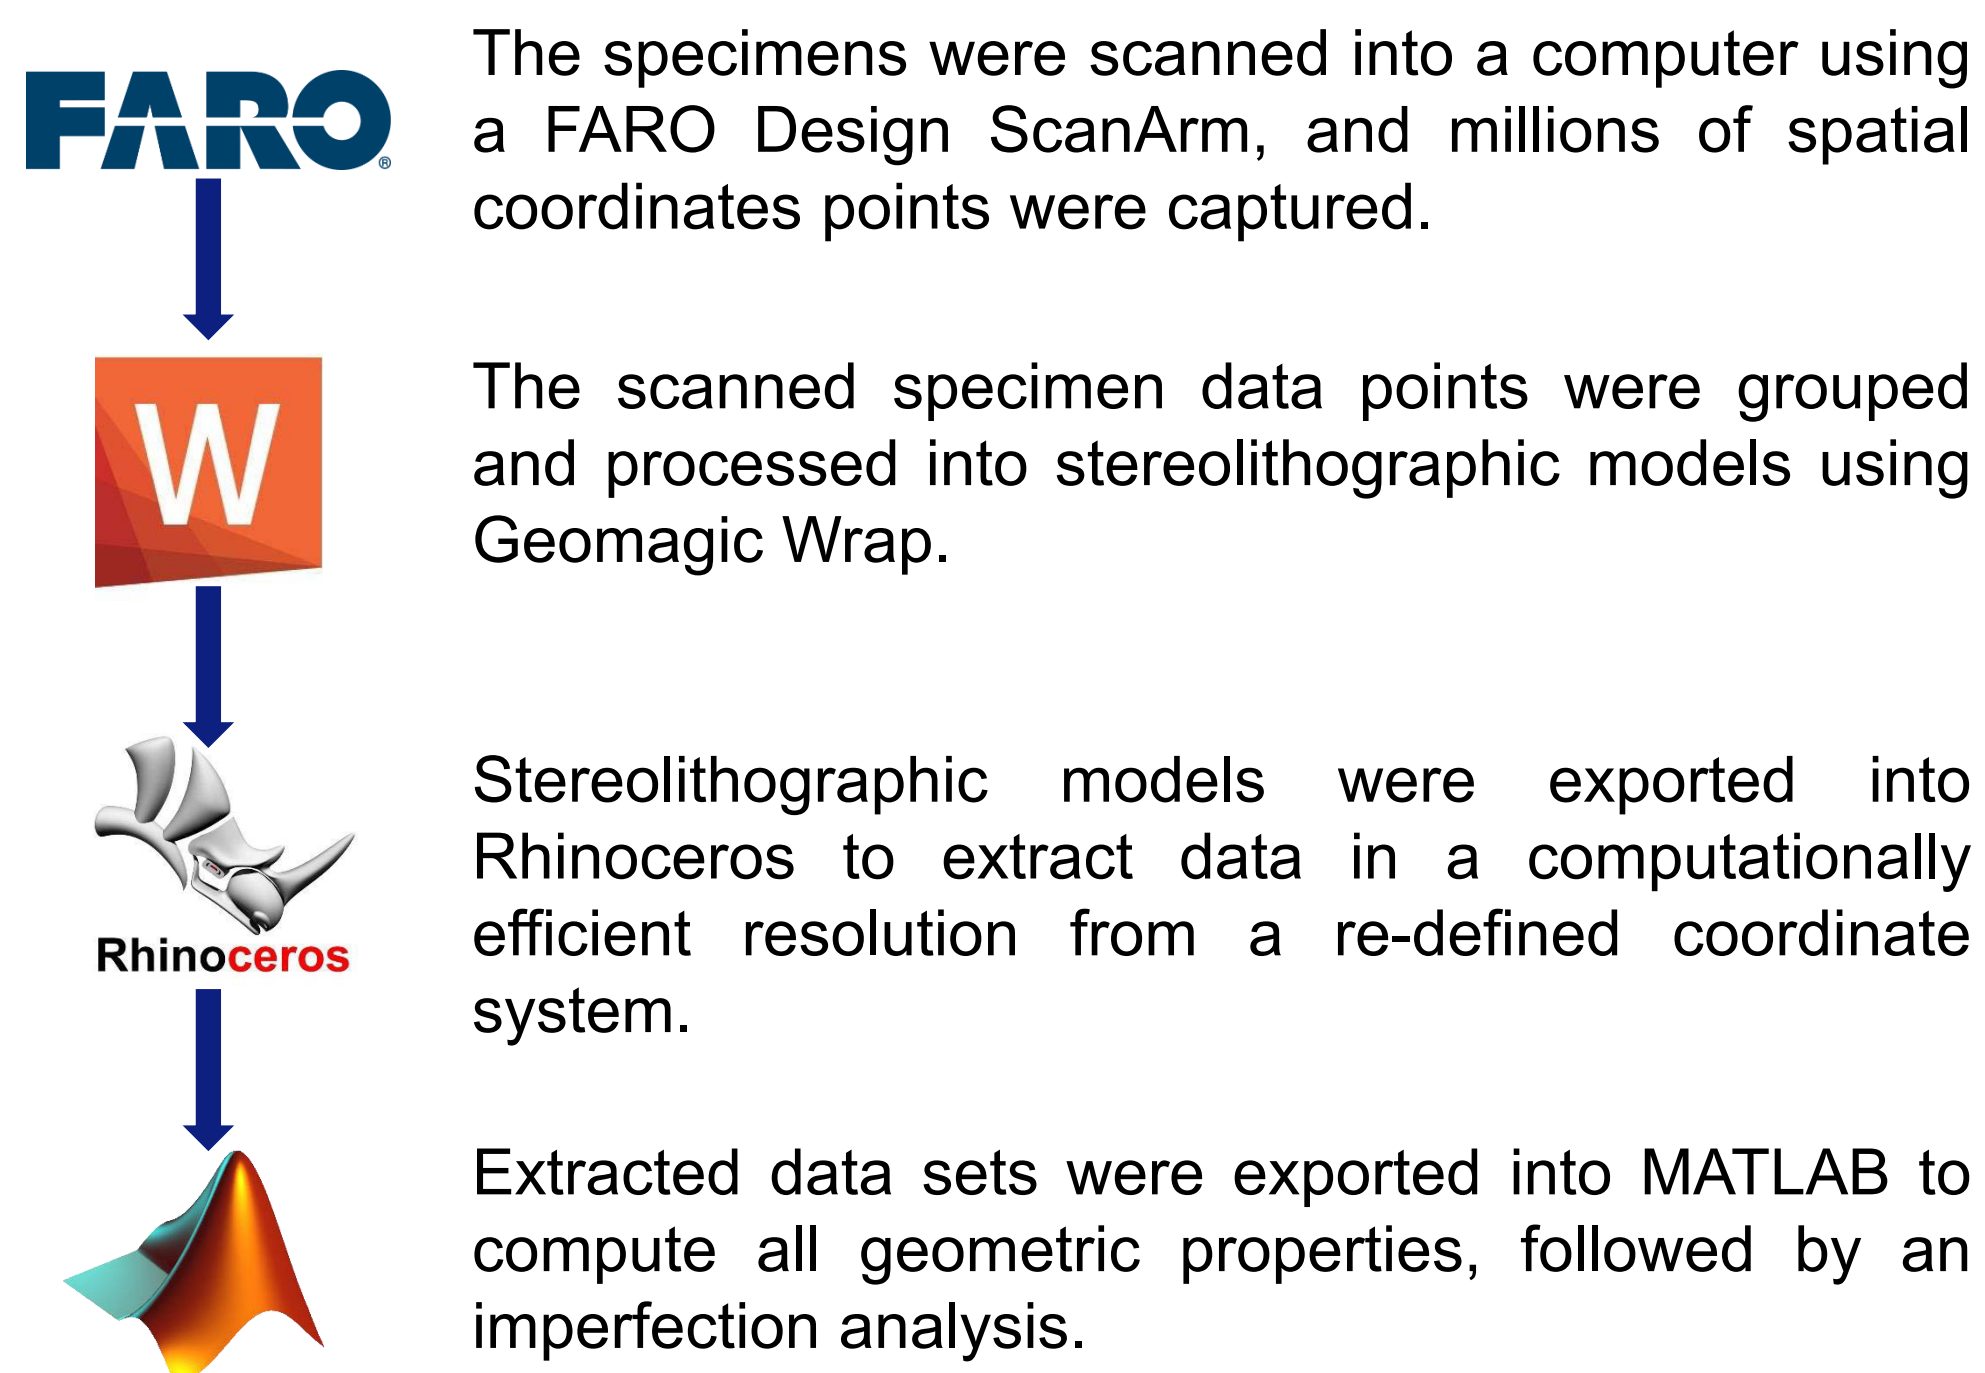 FARO®
The specimens were scanned into a computer using
a FARO Design ScanArm, and millions of spatial
coordinates points were captured.
W
The scanned specimen data points were grouped
and processed into stereolithographic models using
Geomagic Wrap.
Rhinoceros
Stereolithographic models were exported into
Rhinoceros to extract data in a computationally
efficient resolution from a re-defined coordinate
system.
Extracted data sets were exported into MATLAB to
compute all geometric properties, followed by an
imperfection analysis.